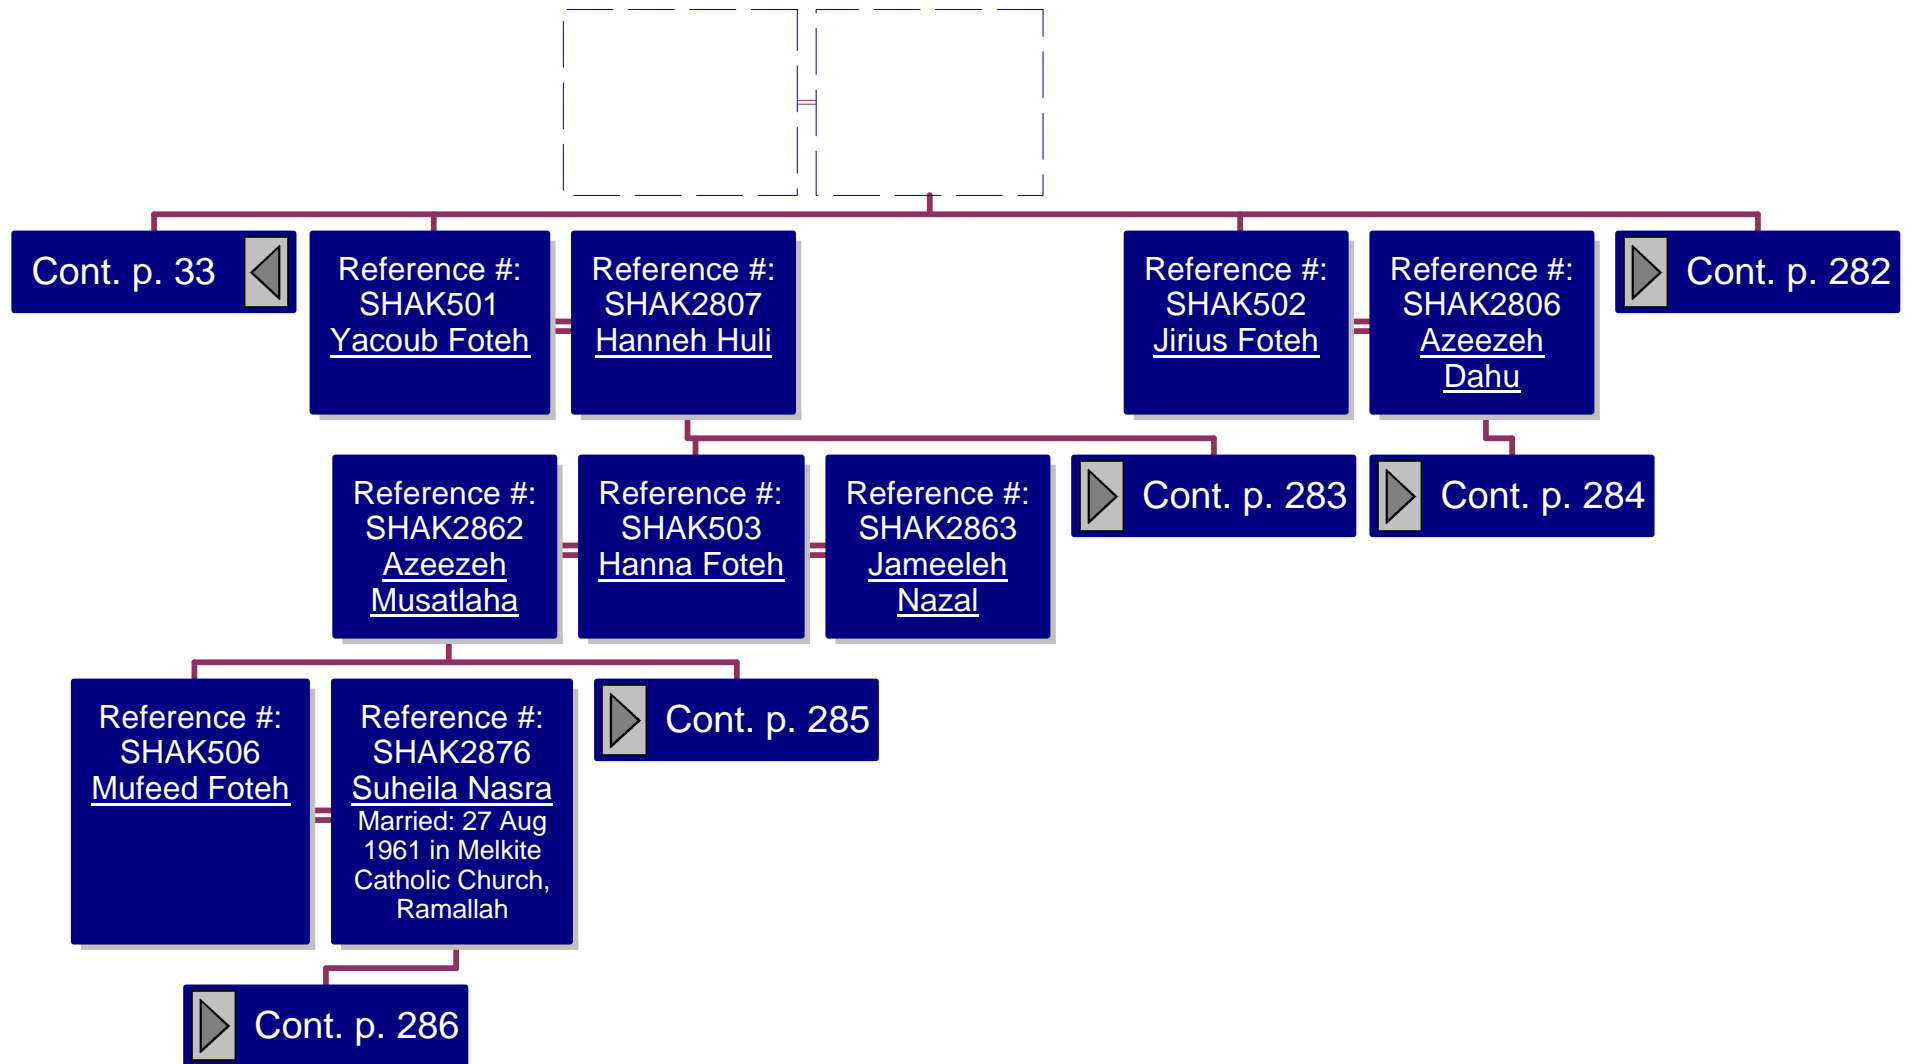 Cont. p. 33
Reference #:
SHAK501
Yacoub Foteh
Reference #:
SHAK2807
Hanneh Huli
Reference #:
SHAK502
Jirius Foteh
Reference #:
SHAK2806
Azeezeh
Dahu
Cont. p. 282
Reference #:
SHAK2862
Azeezeh
Musatlaha
Reference #:
SHAK503
Hanna Foteh
Reference #:
SHAK2863
Jameeleh
Nazal
Cont. p. 283
Cont. p. 284
Reference #:
SHAK506
Mufeed Foteh
Reference #:
SHAK2876
Suheila Nasra
Married: 27 Aug
1961 in Melkite
Catholic Church,
Ramallah
Cont. p. 285
Cont. p. 286